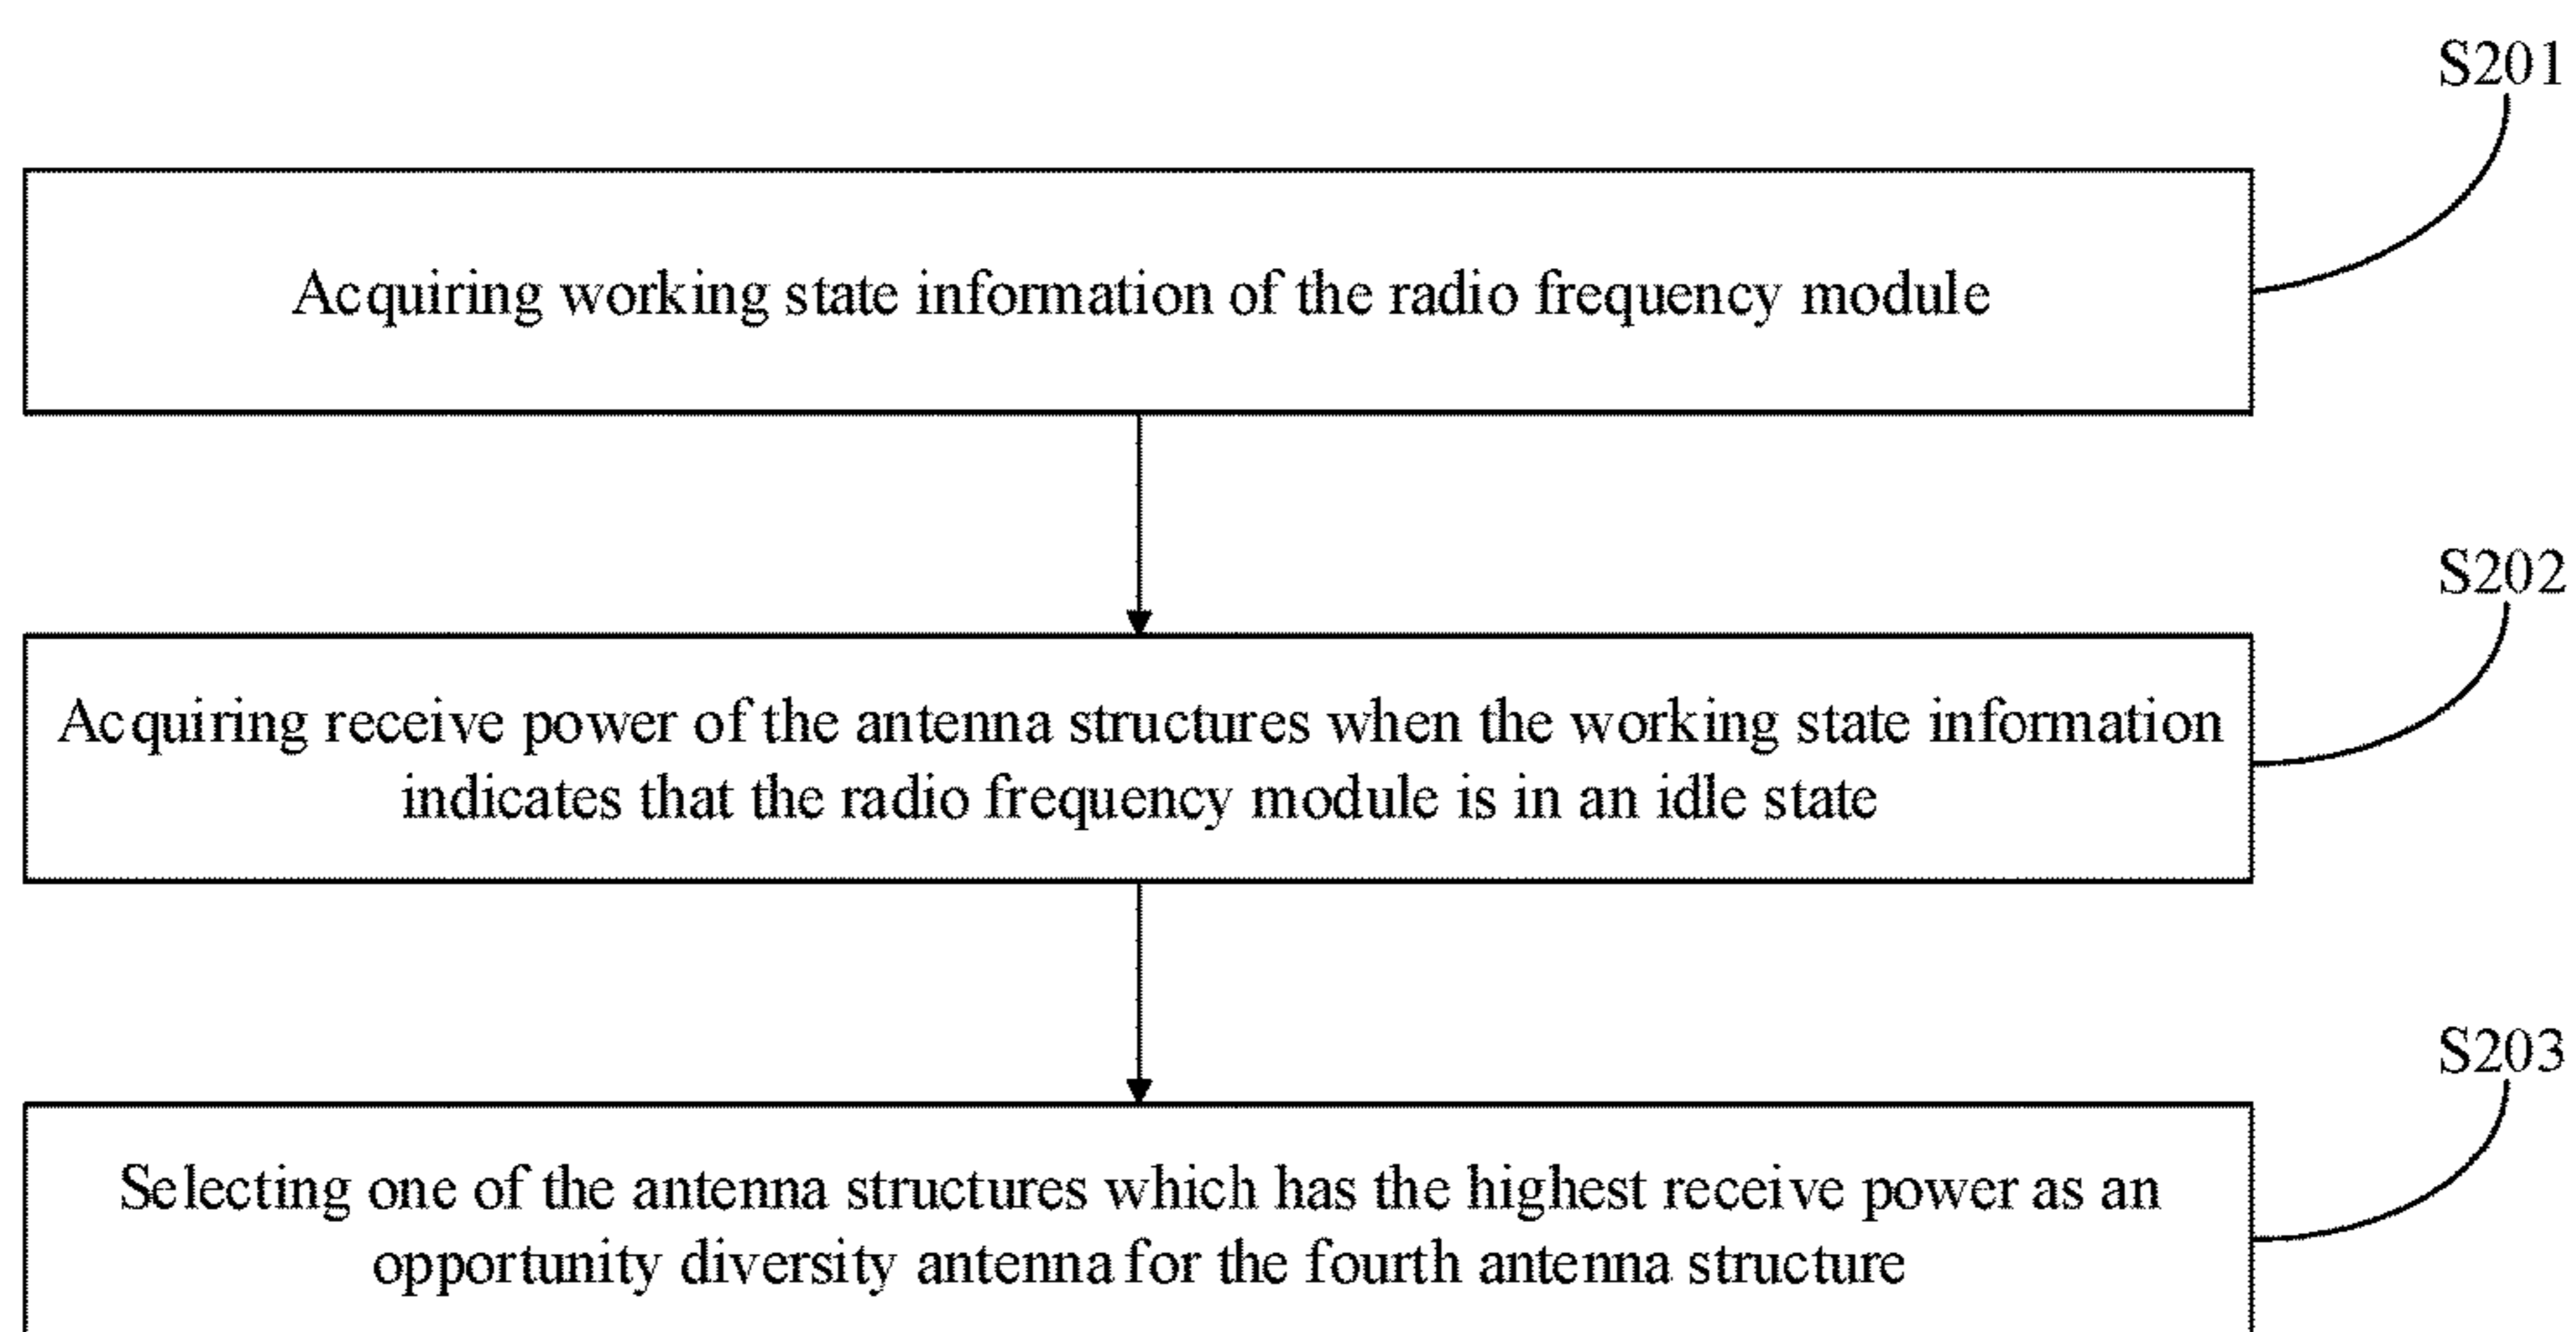 S201
Acquiring working state information of the radio frequency module
S202
Acquiring receive power of the antenna structures when the working state information
indicates that the radio frequency module is in an idle state
S203
Selecting one of the antenna structures which has the highest receive power as an
opportunity diversity antenna for the fourth antenna structure